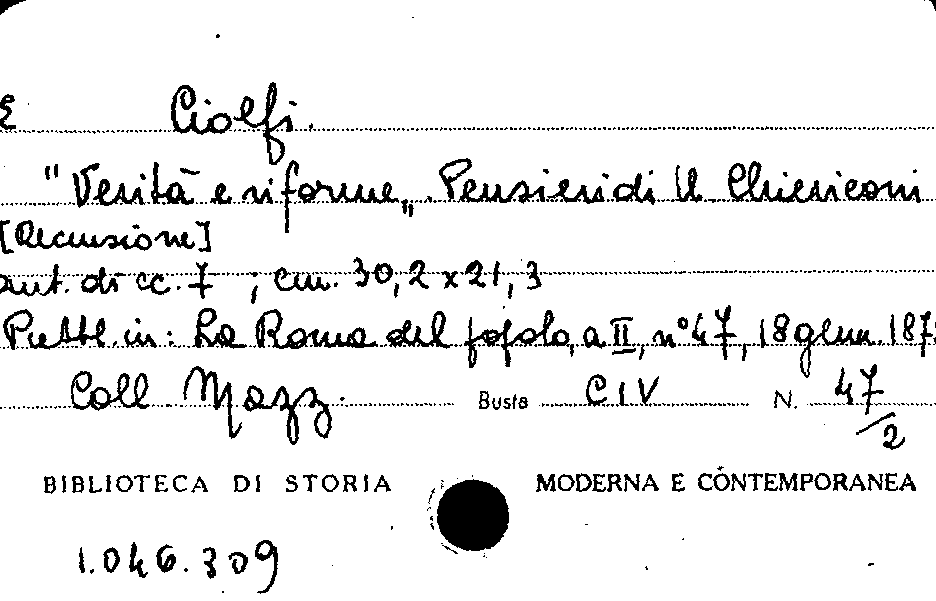 E Ciolfi.
"Verità e riforme„. Pensieri di U. Chiericoni
[Recensione]
aut. di cc. 7 ; cm. 30,2 x 21,3
Pubbl. in: La Roma del popolo, a II, n° 47, 18 genn. 187
Coll Mazz. Busta CIV N. 47/2
BIBLIOTECA DI STORIA MODERNA E CONTEMPORANEA
1.046.309